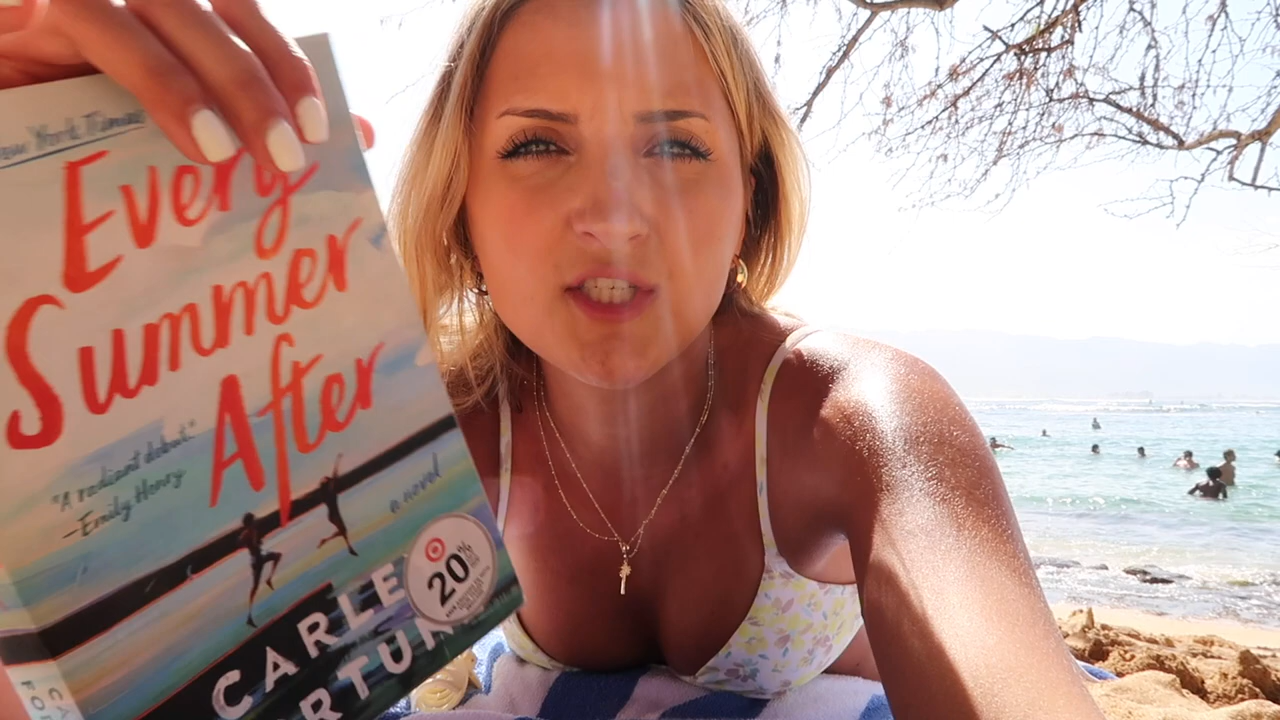 New York Times
Every
Summer
After
"A radiant debut."
—Emily Henry
a novel
20%
CARLE
RTUN